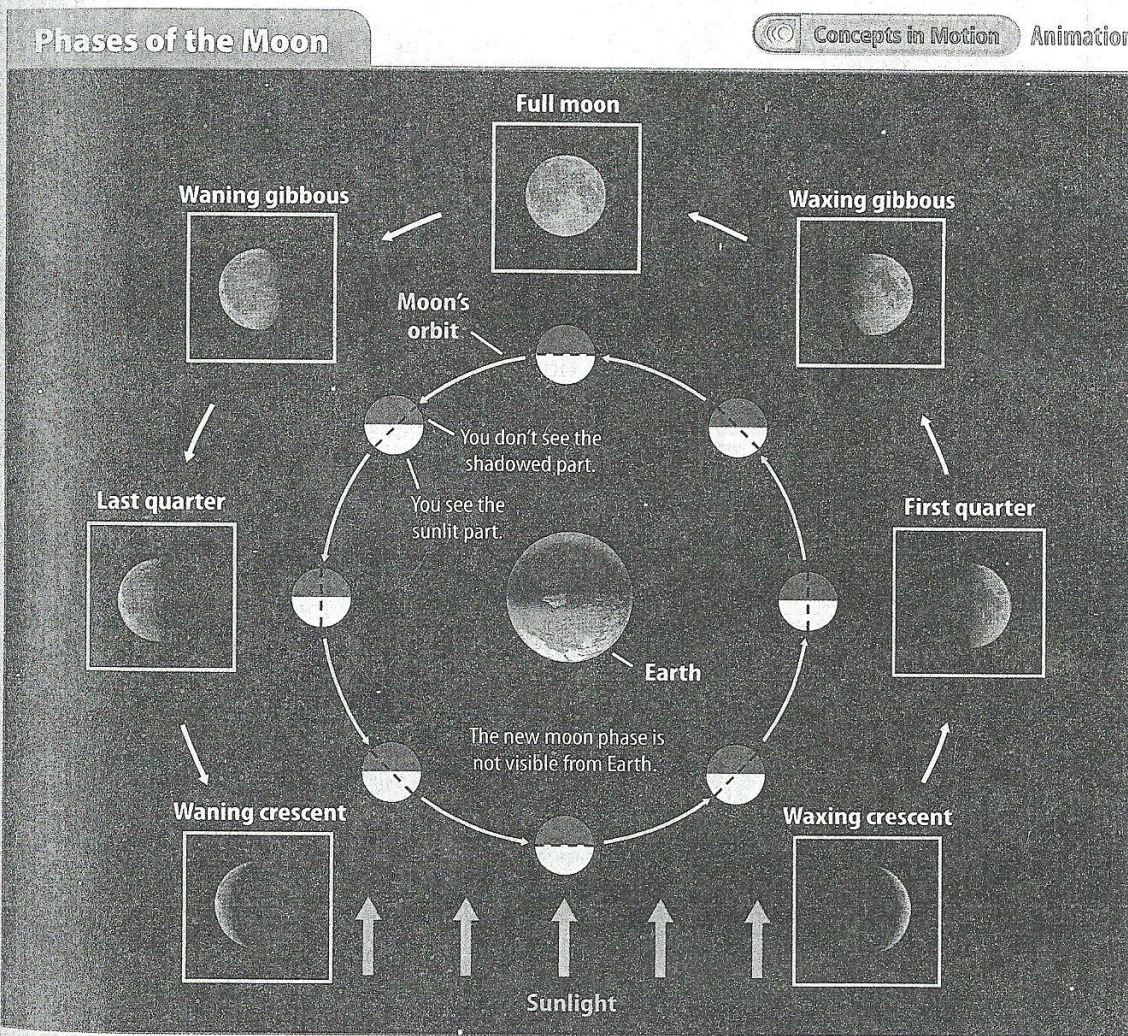 Phases of the Moon
Concepts in Motion Animation
Full moon
Waning gibbous
Waxing gibbous
Moon's
orbit
You don't see the
shadowed part.
You see the
sunlit part.
Last quarter
First quarter
Earth
The new moon phase is
not visible from Earth.
Waning crescent
Waxing crescent
Sunlight